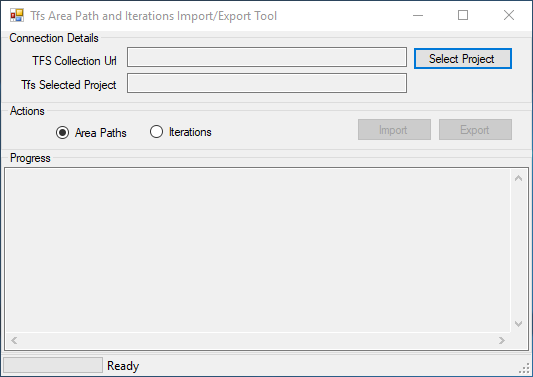 Tfs Area Path and Iterations Import/Export Tool
Connection Details
TFS Collection Url
Select Project
Tfs Selected Project
Actions
Area Paths
Iterations
Import
Export
Progress
Ready